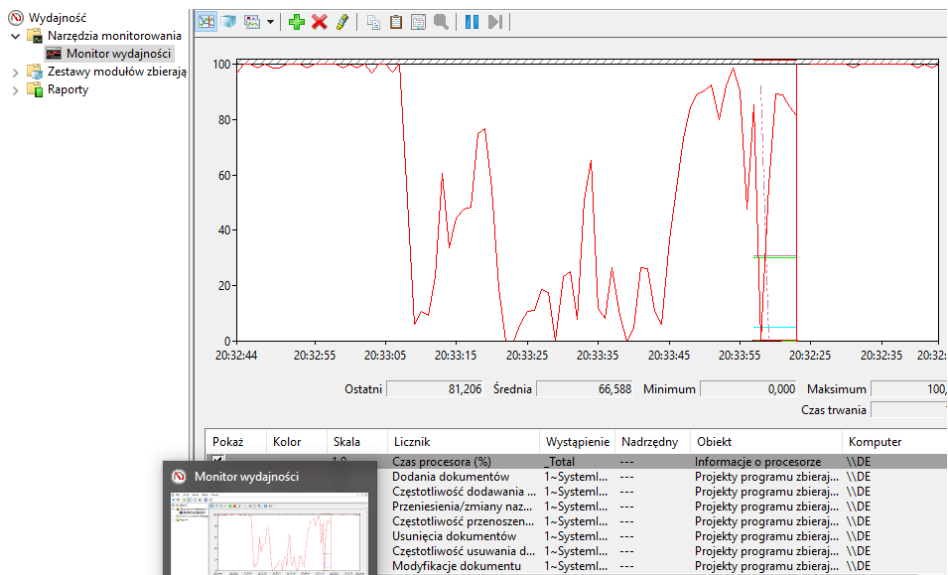 Wydajność
Narzędzia monitorowania
Monitor wydajności
Zestawy modułów zbierają
Raporty
100
80
60
40
20
0
20:32:44 20:32:55 20:33:05 20:33:15 20:33:25 20:33:35 20:33:45 20:33:55 20:32:25 20:32:35 20:32:
Ostatni 81,206 Średnia 66,588 Minimum 0,000 Maksimum 100,
Czas trwania
Pokaż Kolor Skala Licznik Wystąpienie Nadrzędny Obiekt Komputer
Czas procesora (%) _Total --- Informacje o procesorze \\DE
Dodania dokumentów 1~Systeml... --- Projekty programu zbieraj... \\DE
Częstotliwość dodawania ... 1~Systeml... --- Projekty programu zbieraj... \\DE
Przeniesienia/zmiany naz... 1~Systeml... --- Projekty programu zbieraj... \\DE
Częstotliwość przenoszen... 1~Systeml... --- Projekty programu zbieraj... \\DE
Usunięcia dokumentów 1~Systeml... --- Projekty programu zbieraj... \\DE
Częstotliwość usuwania d... 1~Systeml... --- Projekty programu zbieraj... \\DE
Modyfikacje dokumentu 1~Systeml... --- Projekty programu zbieraj... \\DE
Monitor wydajności